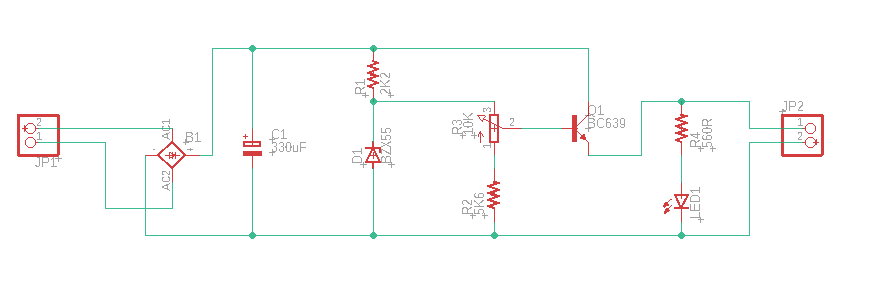 2
1
JP1
AC1
AC2
-
+
B1
+
C1
330uF
R1
2K2
D1
BZX55
R3
10K
3
2
1
R2
5K6
Q1
BC639
R4
560R
LED1
JP2
1
2